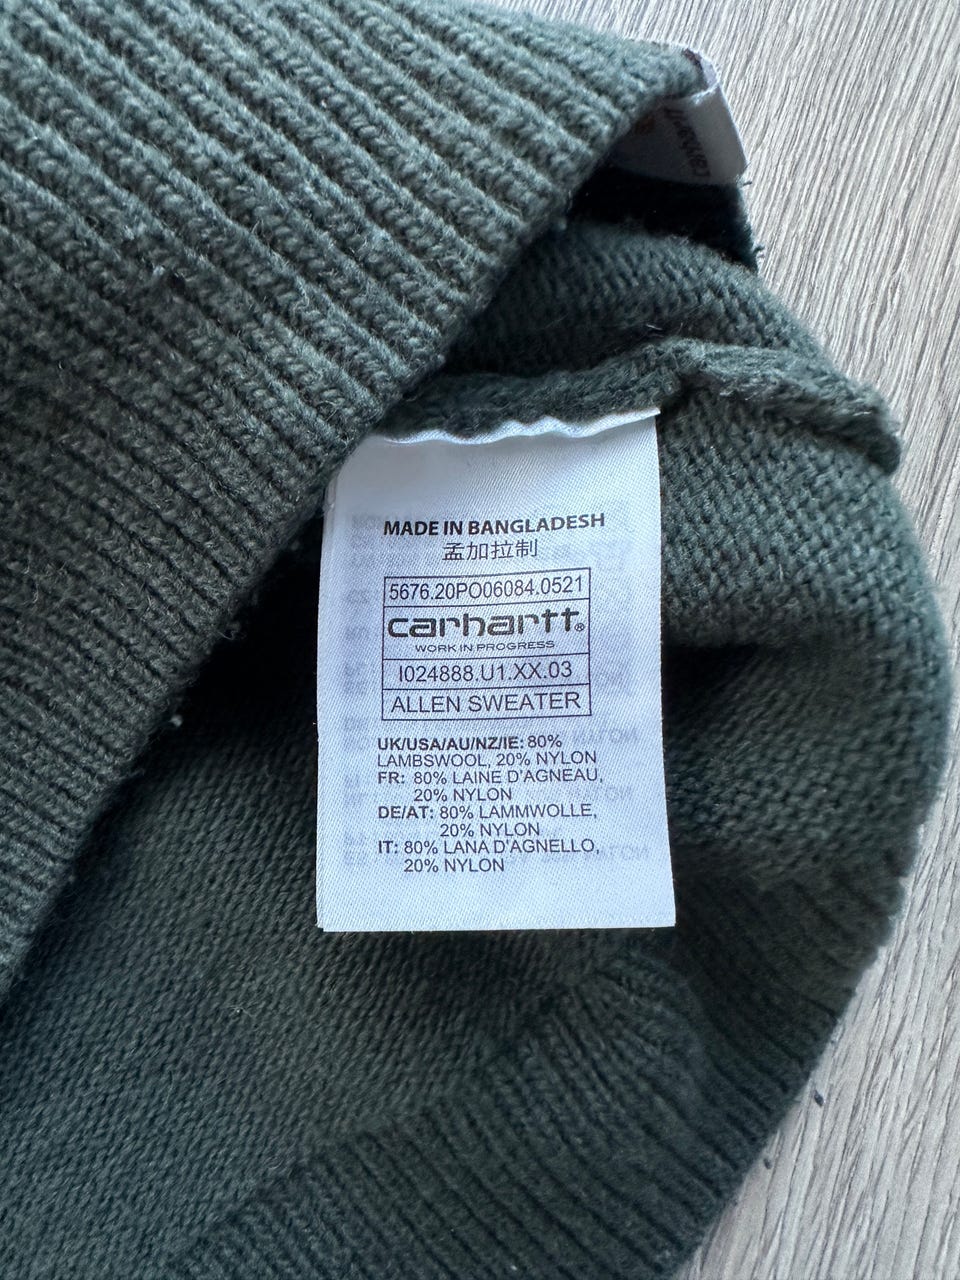 MADE IN BANGLADESH
孟加拉制
5676.20PO06084.0521
carhartt®
WORK IN PROGRESS
I024888.U1.XX.03
ALLEN SWEATER
UK/USA/AU/NZ/IE: 80%
LAMBSWOOL, 20% NYLON
FR: 80% LAINE D'AGNEAU,
20% NYLON
DE/AT: 80% LAMMWOLLE,
20% NYLON
IT: 80% LANA D'AGNELLO,
20% NYLON